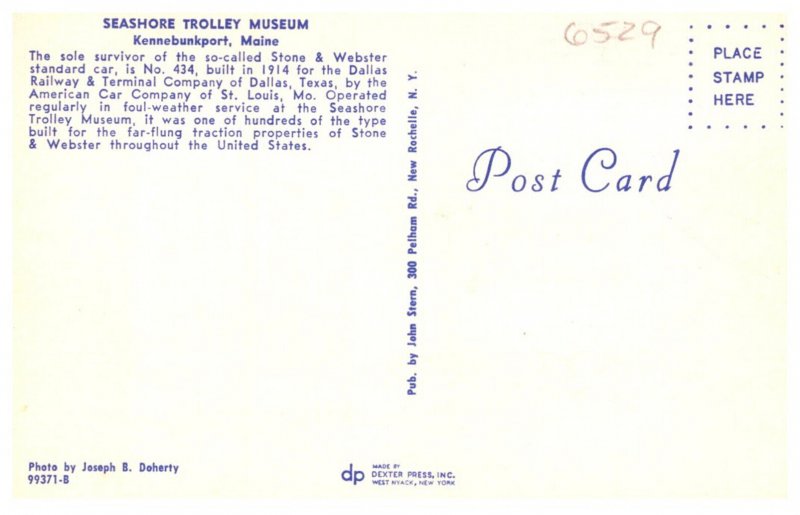 SEASHORE TROLLEY MUSEUM
Kennebunkport, Maine
The sole survivor of the so-called Stone & Webster
standard car, is No. 434, built in 1914 for the Dallas
Railway & Terminal Company of Dallas, Texas, by the
American Car Company of St. Louis, Mo. Operated
regularly in foul-weather service at the Seashore
Trolley Museum, it was one of hundreds of the type
built for the far-flung traction properties of Stone
& Webster throughout the United States.
Photo by Joseph B. Doherty
99371-B
Pub. by John Stern, 300 Pelham Rd., New Rochelle, N. Y.
dp
MADE BY
DEXTER PRESS, INC.
WEST NYACK, NEW YORK
6529
PLACE
STAMP
HERE
Post Card